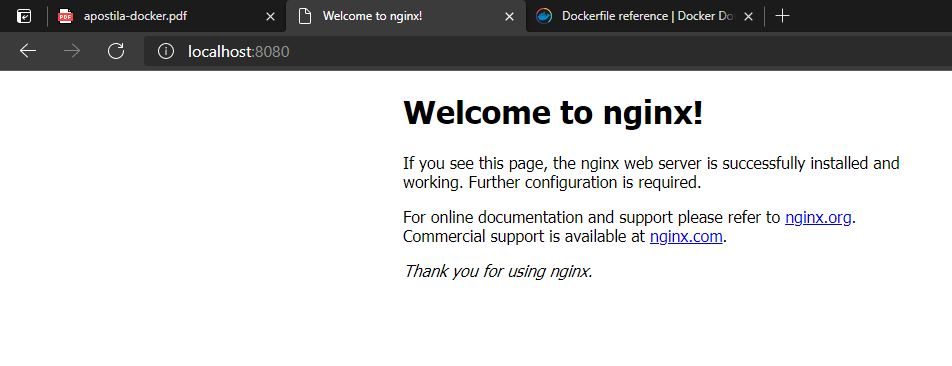 apostila-docker.pdf
Welcome to nginx!
Dockerfile reference | Docker Do
localhost:8080
Welcome to nginx!
If you see this page, the nginx web server is successfully installed and
working. Further configuration is required.
For online documentation and support please refer to nginx.org.
Commercial support is available at nginx.com.
Thank you for using nginx.